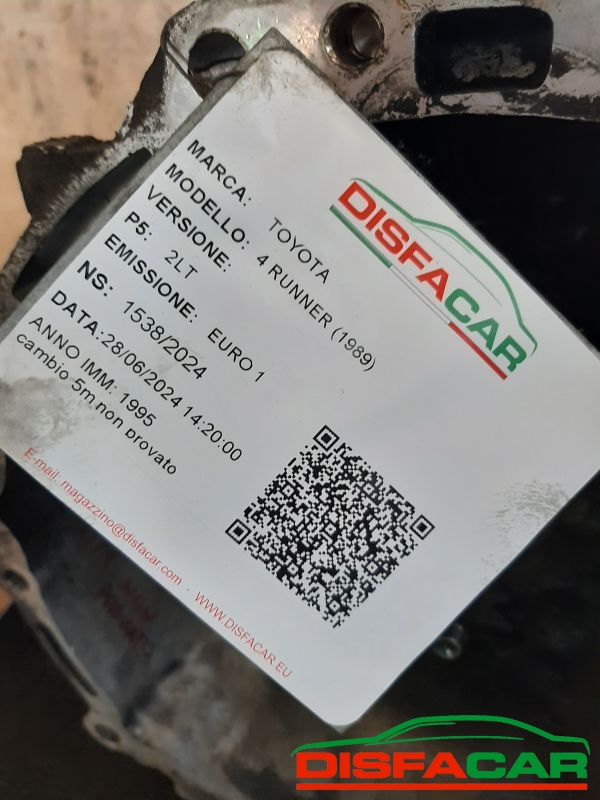 MARCA: TOYOTA
MODELLO: 4 RUNNER (1989)
VERSIONE:
P5: 2LT
EMISSIONE: EURO 1
NS: 1538/2024
DATA:28/06/2024 14:20:00
ANNO IMM: 1995
cambio 5m non provato
E-mail: magazzino@disfacar.com - WWW.DISFACAR.EU
DISFACAR
DISFACAR